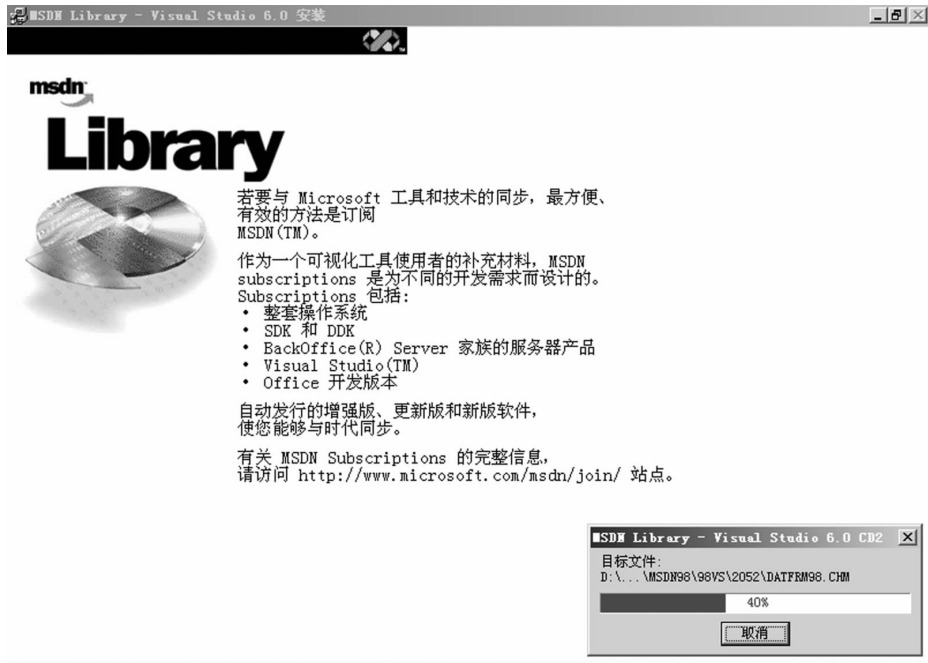 MSDN Library - Visual Studio 6.0 安装
msdn
Library
若要与 Microsoft 工具和技术的同步，最方便、
有效的方法是订阅
MSDN(TM)。
作为一个可视化工具使用者的补充材料，MSDN
subscriptions 是为不同的开发需求而设计的。
Subscriptions 包括:
• 整套操作系统
• SDK 和 DDK
• BackOffice(R) Server 家族的服务器产品
• Visual Studio(TM)
• Office 开发版本
自动发行的增强版、更新版和新版软件，
使您能够与时代同步。
有关 MSDN Subscriptions 的完整信息，
请访问 http://www.microsoft.com/msdn/join/ 站点。
MSDN Library - Visual Studio 6.0 CD2
目标文件:
D:\...\MSDN98\98VS\2052\DATFRM98.CHM
40%
取消